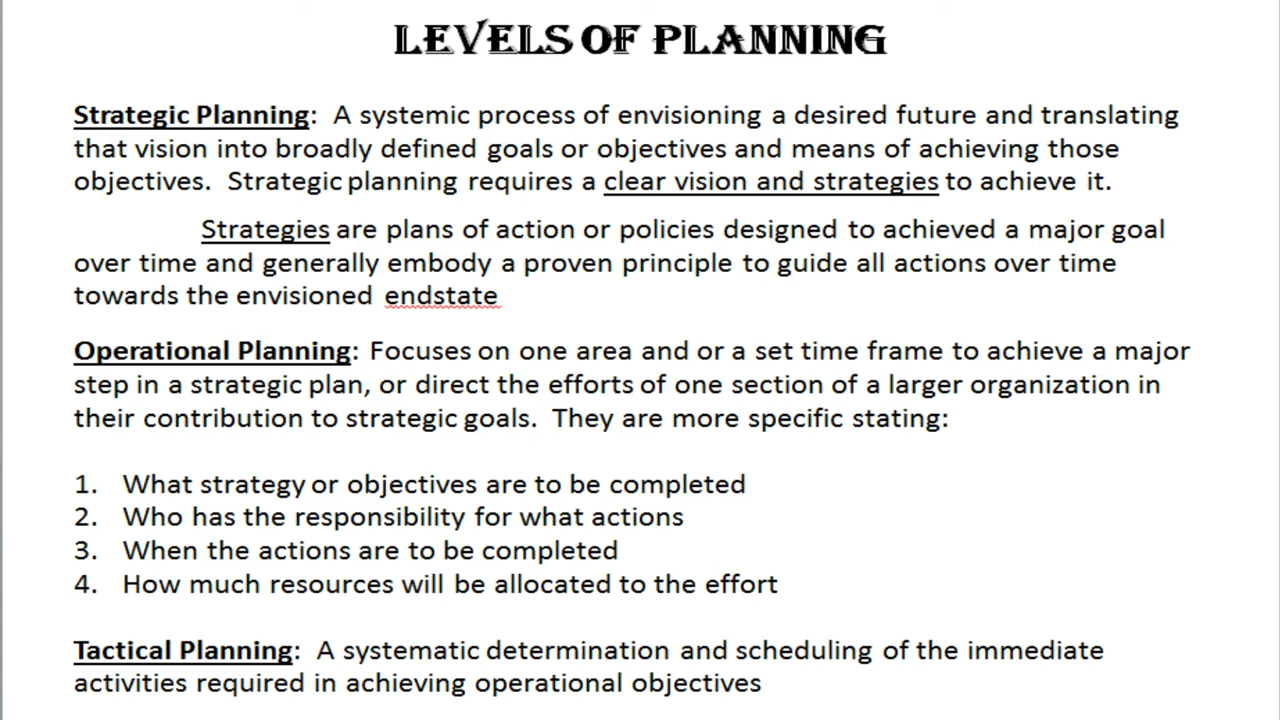 LEVELS OF PLANNING
Strategic Planning: A systemic process of envisioning a desired future and translating
that vision into broadly defined goals or objectives and means of achieving those
objectives. Strategic planning requires a clear vision and strategies to achieve it.
Strategies are plans of action or policies designed to achieved a major goal
over time and generally embody a proven principle to guide all actions over time
towards the envisioned endstate
Operational Planning: Focuses on one area and or a set time frame to achieve a major
step in a strategic plan, or direct the efforts of one section of a larger organization in
their contribution to strategic goals. They are more specific stating:
1. What strategy or objectives are to be completed
2. Who has the responsibility for what actions
3. When the actions are to be completed
4. How much resources will be allocated to the effort
Tactical Planning: A systematic determination and scheduling of the immediate
activities required in achieving operational objectives